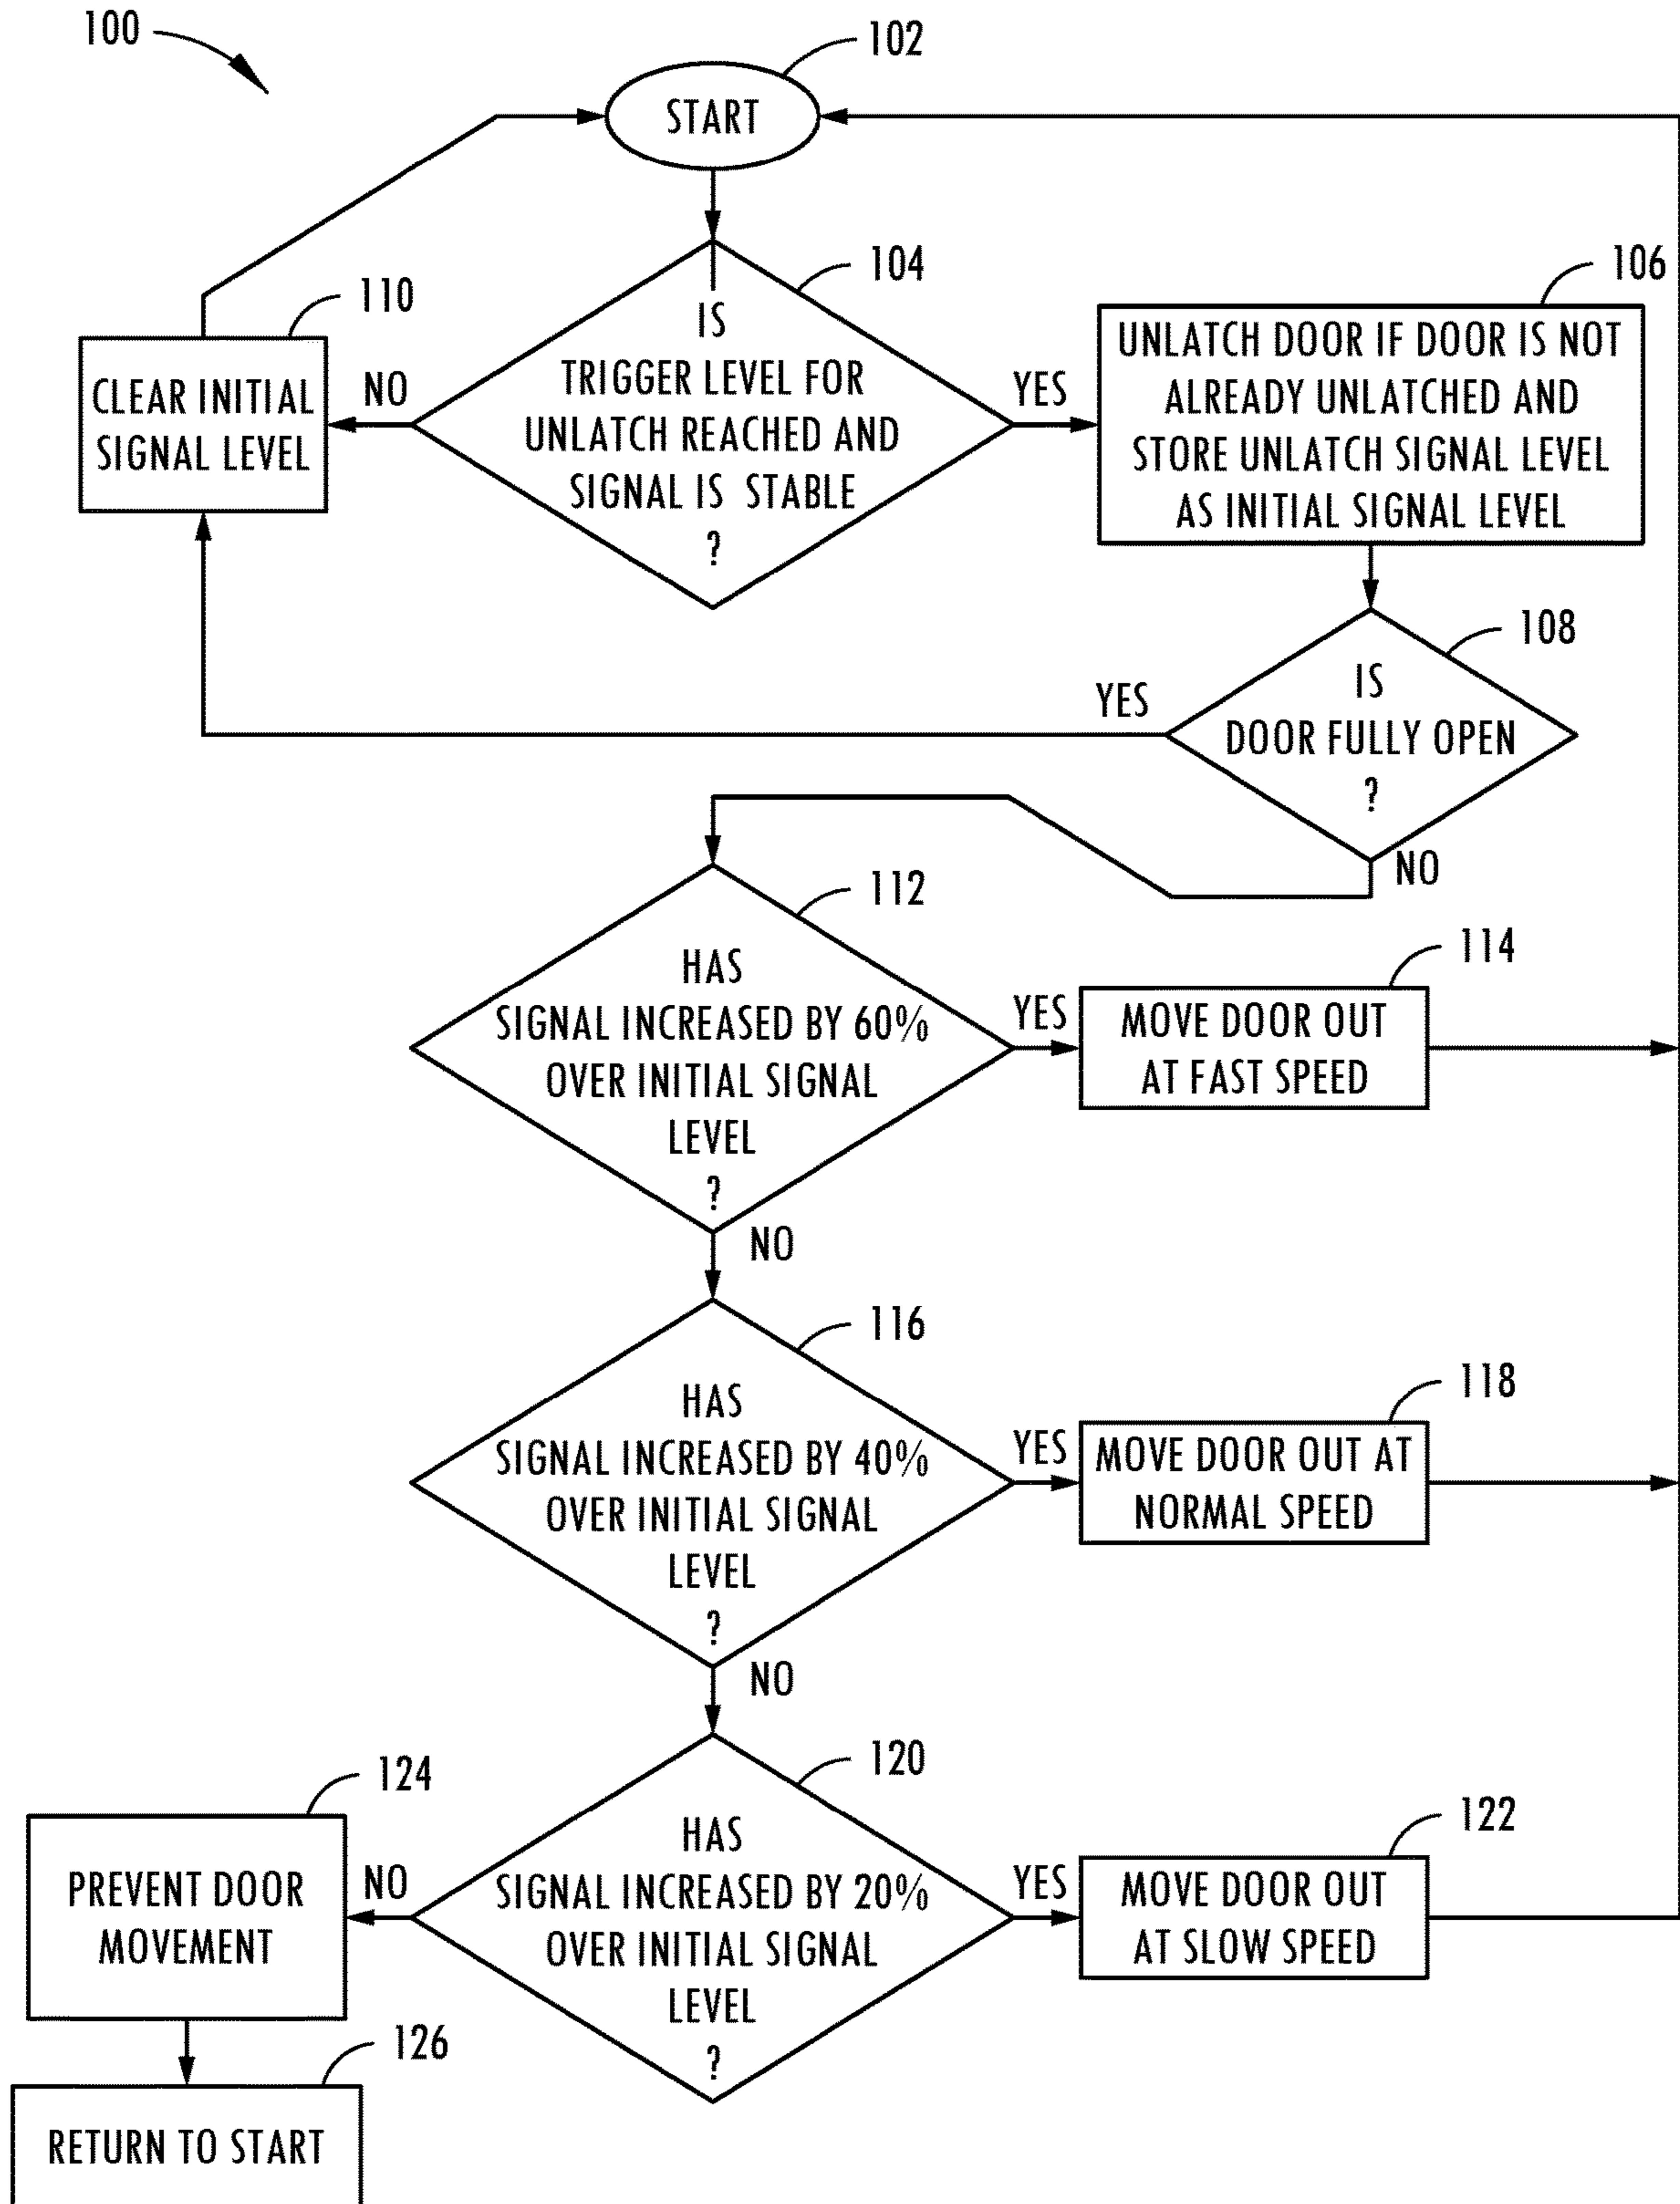 100
102
START
104
IS
TRIGGER LEVEL FOR
UNLATCH REACHED AND
SIGNAL IS STABLE
?
NO
YES
110
CLEAR INITIAL
SIGNAL LEVEL
106
UNLATCH DOOR IF DOOR IS NOT
ALREADY UNLATCHED AND
STORE UNLATCH SIGNAL LEVEL
AS INITIAL SIGNAL LEVEL
108
IS
DOOR FULLY OPEN
?
YES
NO
112
HAS
SIGNAL INCREASED BY 60%
OVER INITIAL SIGNAL
LEVEL
?
YES
NO
114
MOVE DOOR OUT
AT FAST SPEED
116
HAS
SIGNAL INCREASED BY 40%
OVER INITIAL SIGNAL
LEVEL
?
YES
NO
118
MOVE DOOR OUT AT
NORMAL SPEED
120
HAS
SIGNAL INCREASED BY 20%
OVER INITIAL SIGNAL
LEVEL
?
YES
NO
122
MOVE DOOR OUT
AT SLOW SPEED
124
PREVENT DOOR
MOVEMENT
126
RETURN TO START